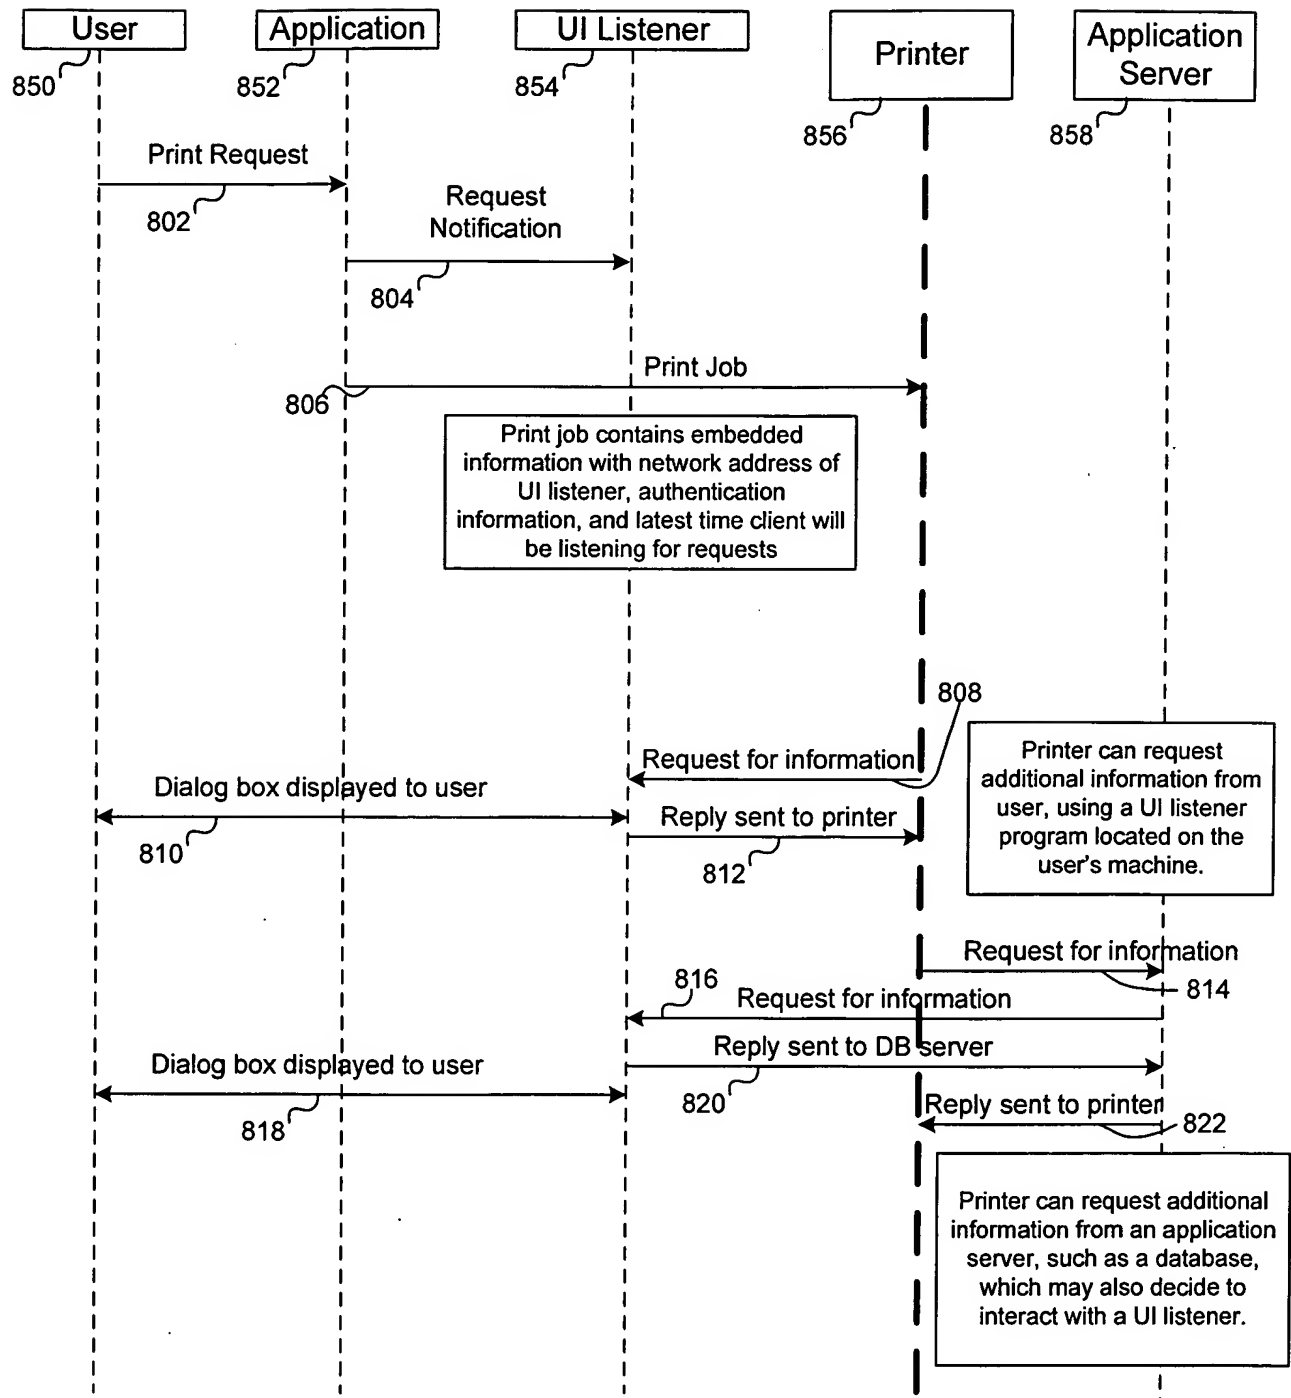 User
Application
UI Listener
Printer
Application
Server
850
852
854
856
858
Print Request
802
Request
Notification
804
Print Job
806
Print job contains embedded
information with network address of
UI listener, authentication
information, and latest time client will
be listening for requests
808
Request for information
Printer can request
additional information from
user, using a UI listener
program located on the
user's machine.
Dialog box displayed to user
810
Reply sent to printer
812
Request for information
814
816
Request for information
Reply sent to DB server
820
Dialog box displayed to user
818
Reply sent to printer
822
Printer can request additional
information from an application
server, such as a database,
which may also decide to
interact with a UI listener.